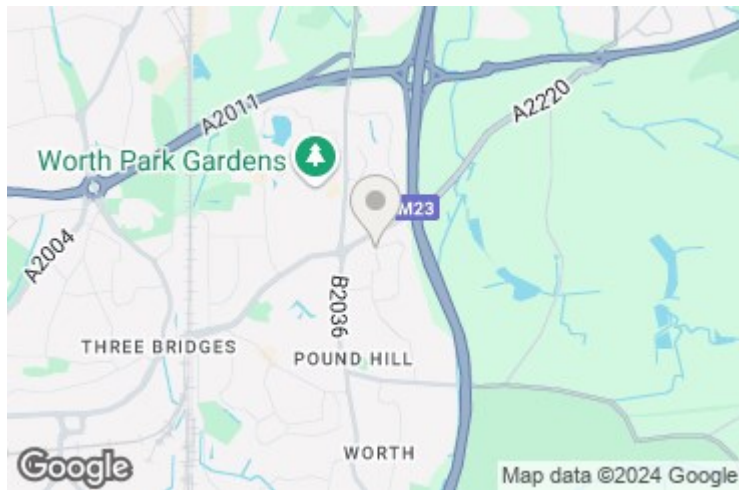 A2011
A2220
Worth Park Gardens
M23
A2004
B2036
THREE BRIDGES
POUND HILL
WORTH
Google
Map data ©2024 Google